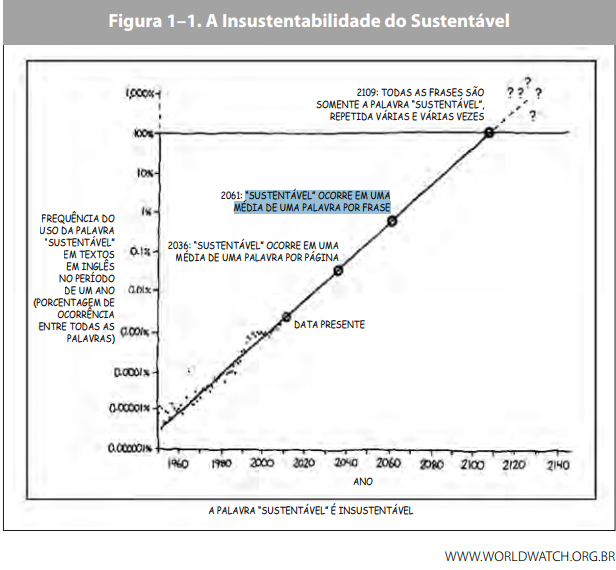 Figura 1–1. A Insustentabilidade do Sustentável
2109: TODAS AS FRASES SÃO
SOMENTE A PALAVRA "SUSTENTÁVEL",
REPETIDA VÁRIAS E VÁRIAS VEZES
?
? ? ?
?
1,000%
100%
10%
2061: "SUSTENTÁVEL" OCORRE EM UMA
MÉDIA DE UMA PALAVRA POR FRASE
1%
FREQUÊNCIA DO
USO DA PALAVRA
"SUSTENTÁVEL"
EM TEXTOS
EM INGLÊS
NO PERÍODO
DE UM ANO
(PORCENTAGEM DE
OCORRÊNCIA
ENTRE TODAS AS
PALAVRAS)
2036: "SUSTENTÁVEL" OCORRE EM UMA
MÉDIA DE UMA PALAVRA POR PÁGINA
0.1%
0.01%
DATA PRESENTE
0.001%
0.0001%
0.00001%
0.000001%
1960 1980 2000 2020 2040 2060 2080 2100 2120 2140
ANO
A PALAVRA "SUSTENTÁVEL" É INSUSTENTÁVEL
WWW.WORLDWATCH.ORG.BR